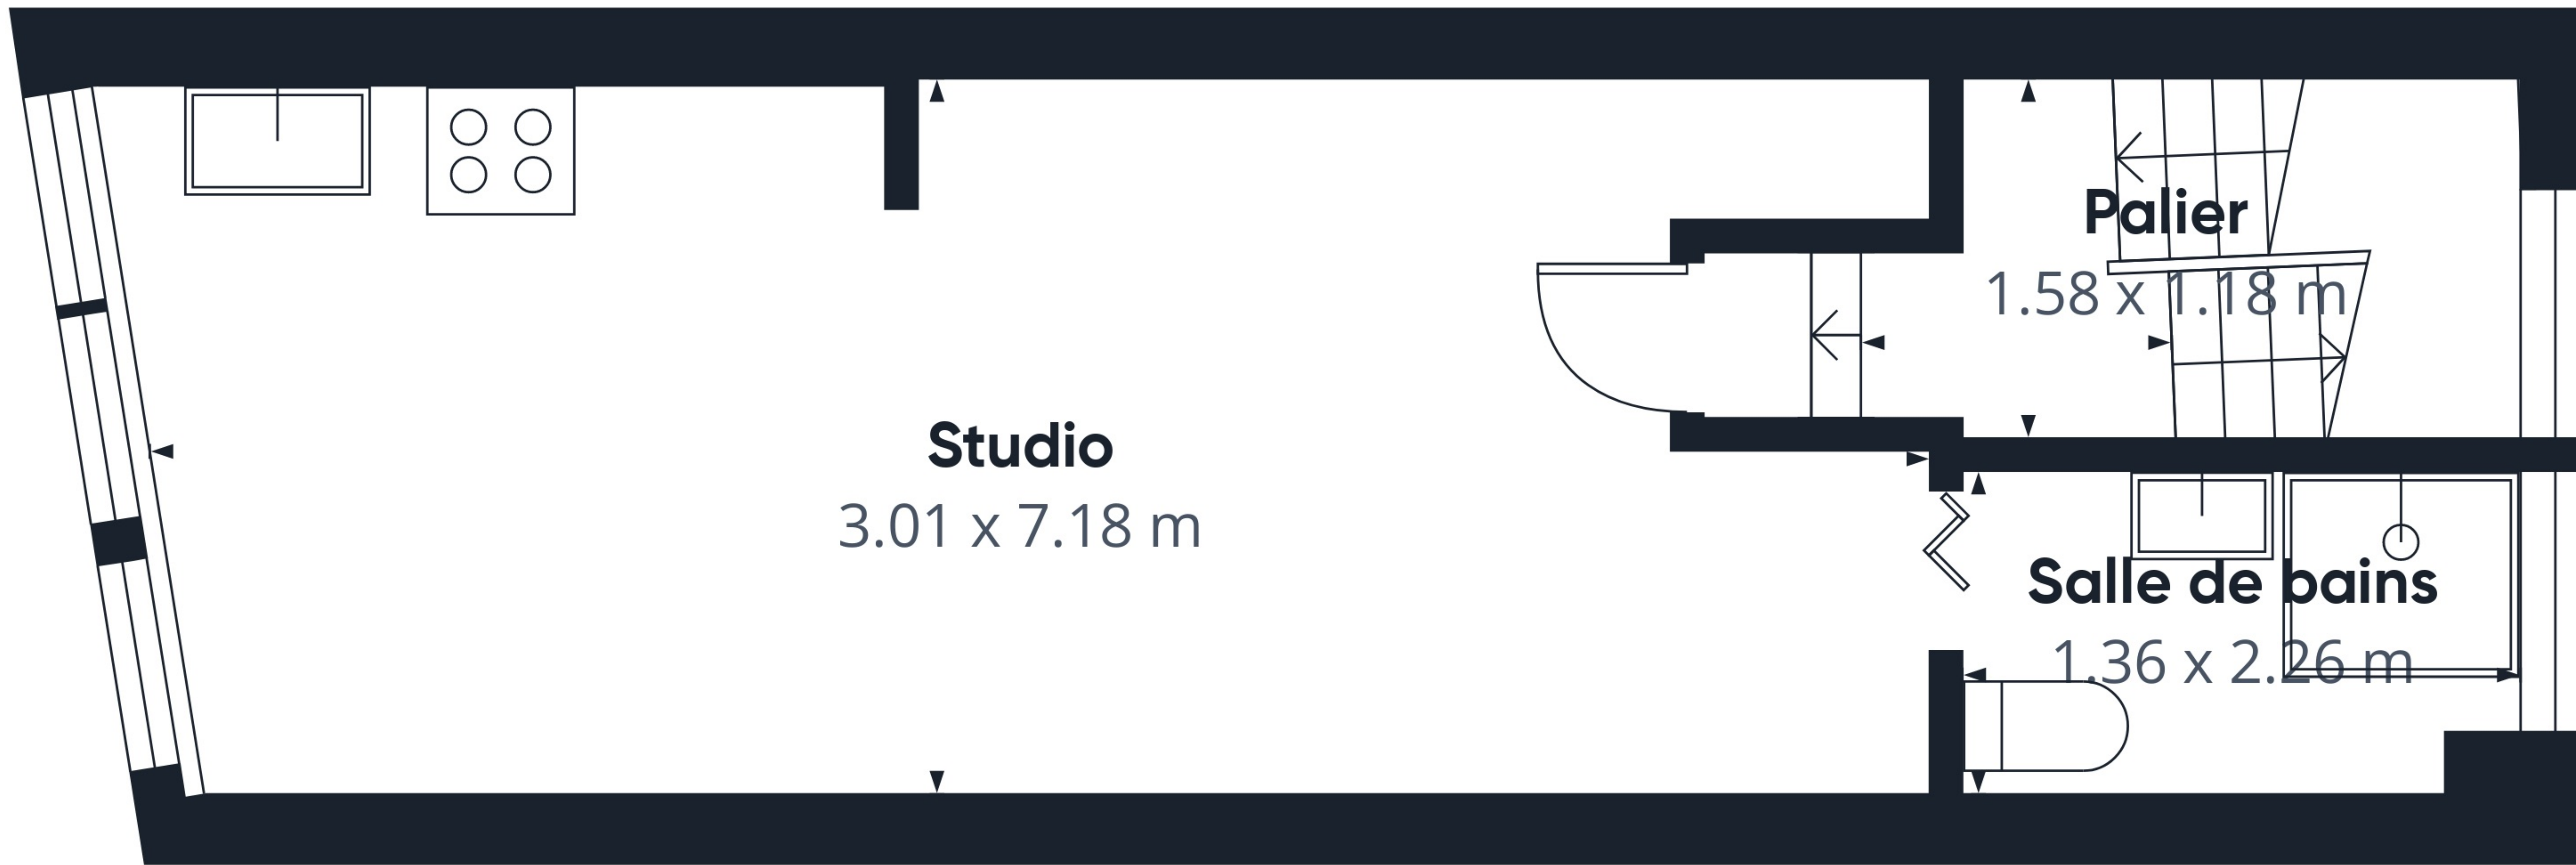 Studio
3.01 x 7.18 m
Palier
1.58 x 1.18 m
Salle de bains
1.36 x 2.26 m